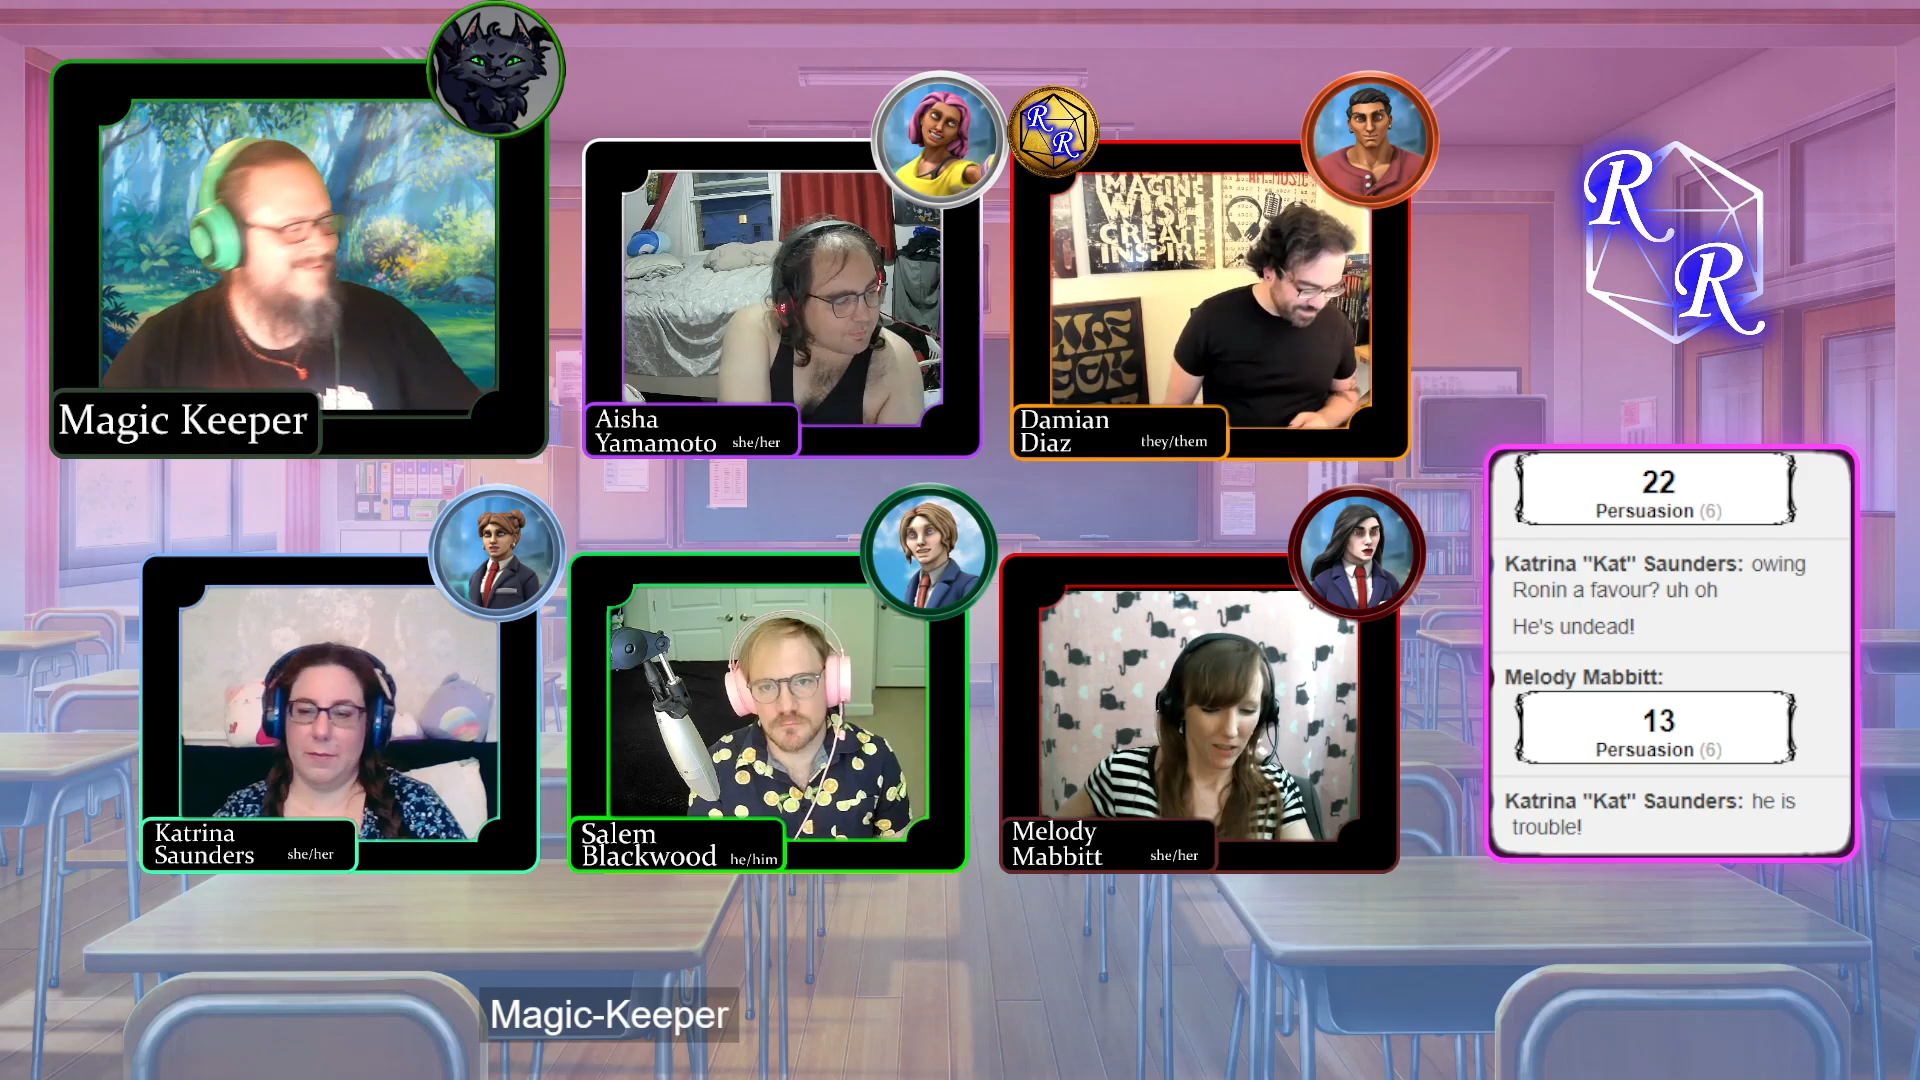 Magic Keeper
Aisha
Yamamoto she/her
R
R
IMAGINE
WISH
CREATE
INSPIRE
Damian
Diaz they/them
R
R
Katrina
Saunders she/her
Salem
Blackwood he/him
Melody
Mabbitt she/her
22
Persuasion (6)
Katrina "Kat" Saunders: owing
Ronin a favour? uh oh
He's undead!
Melody Mabbitt:
13
Persuasion (6)
Katrina "Kat" Saunders: he is
trouble!
Magic-Keeper